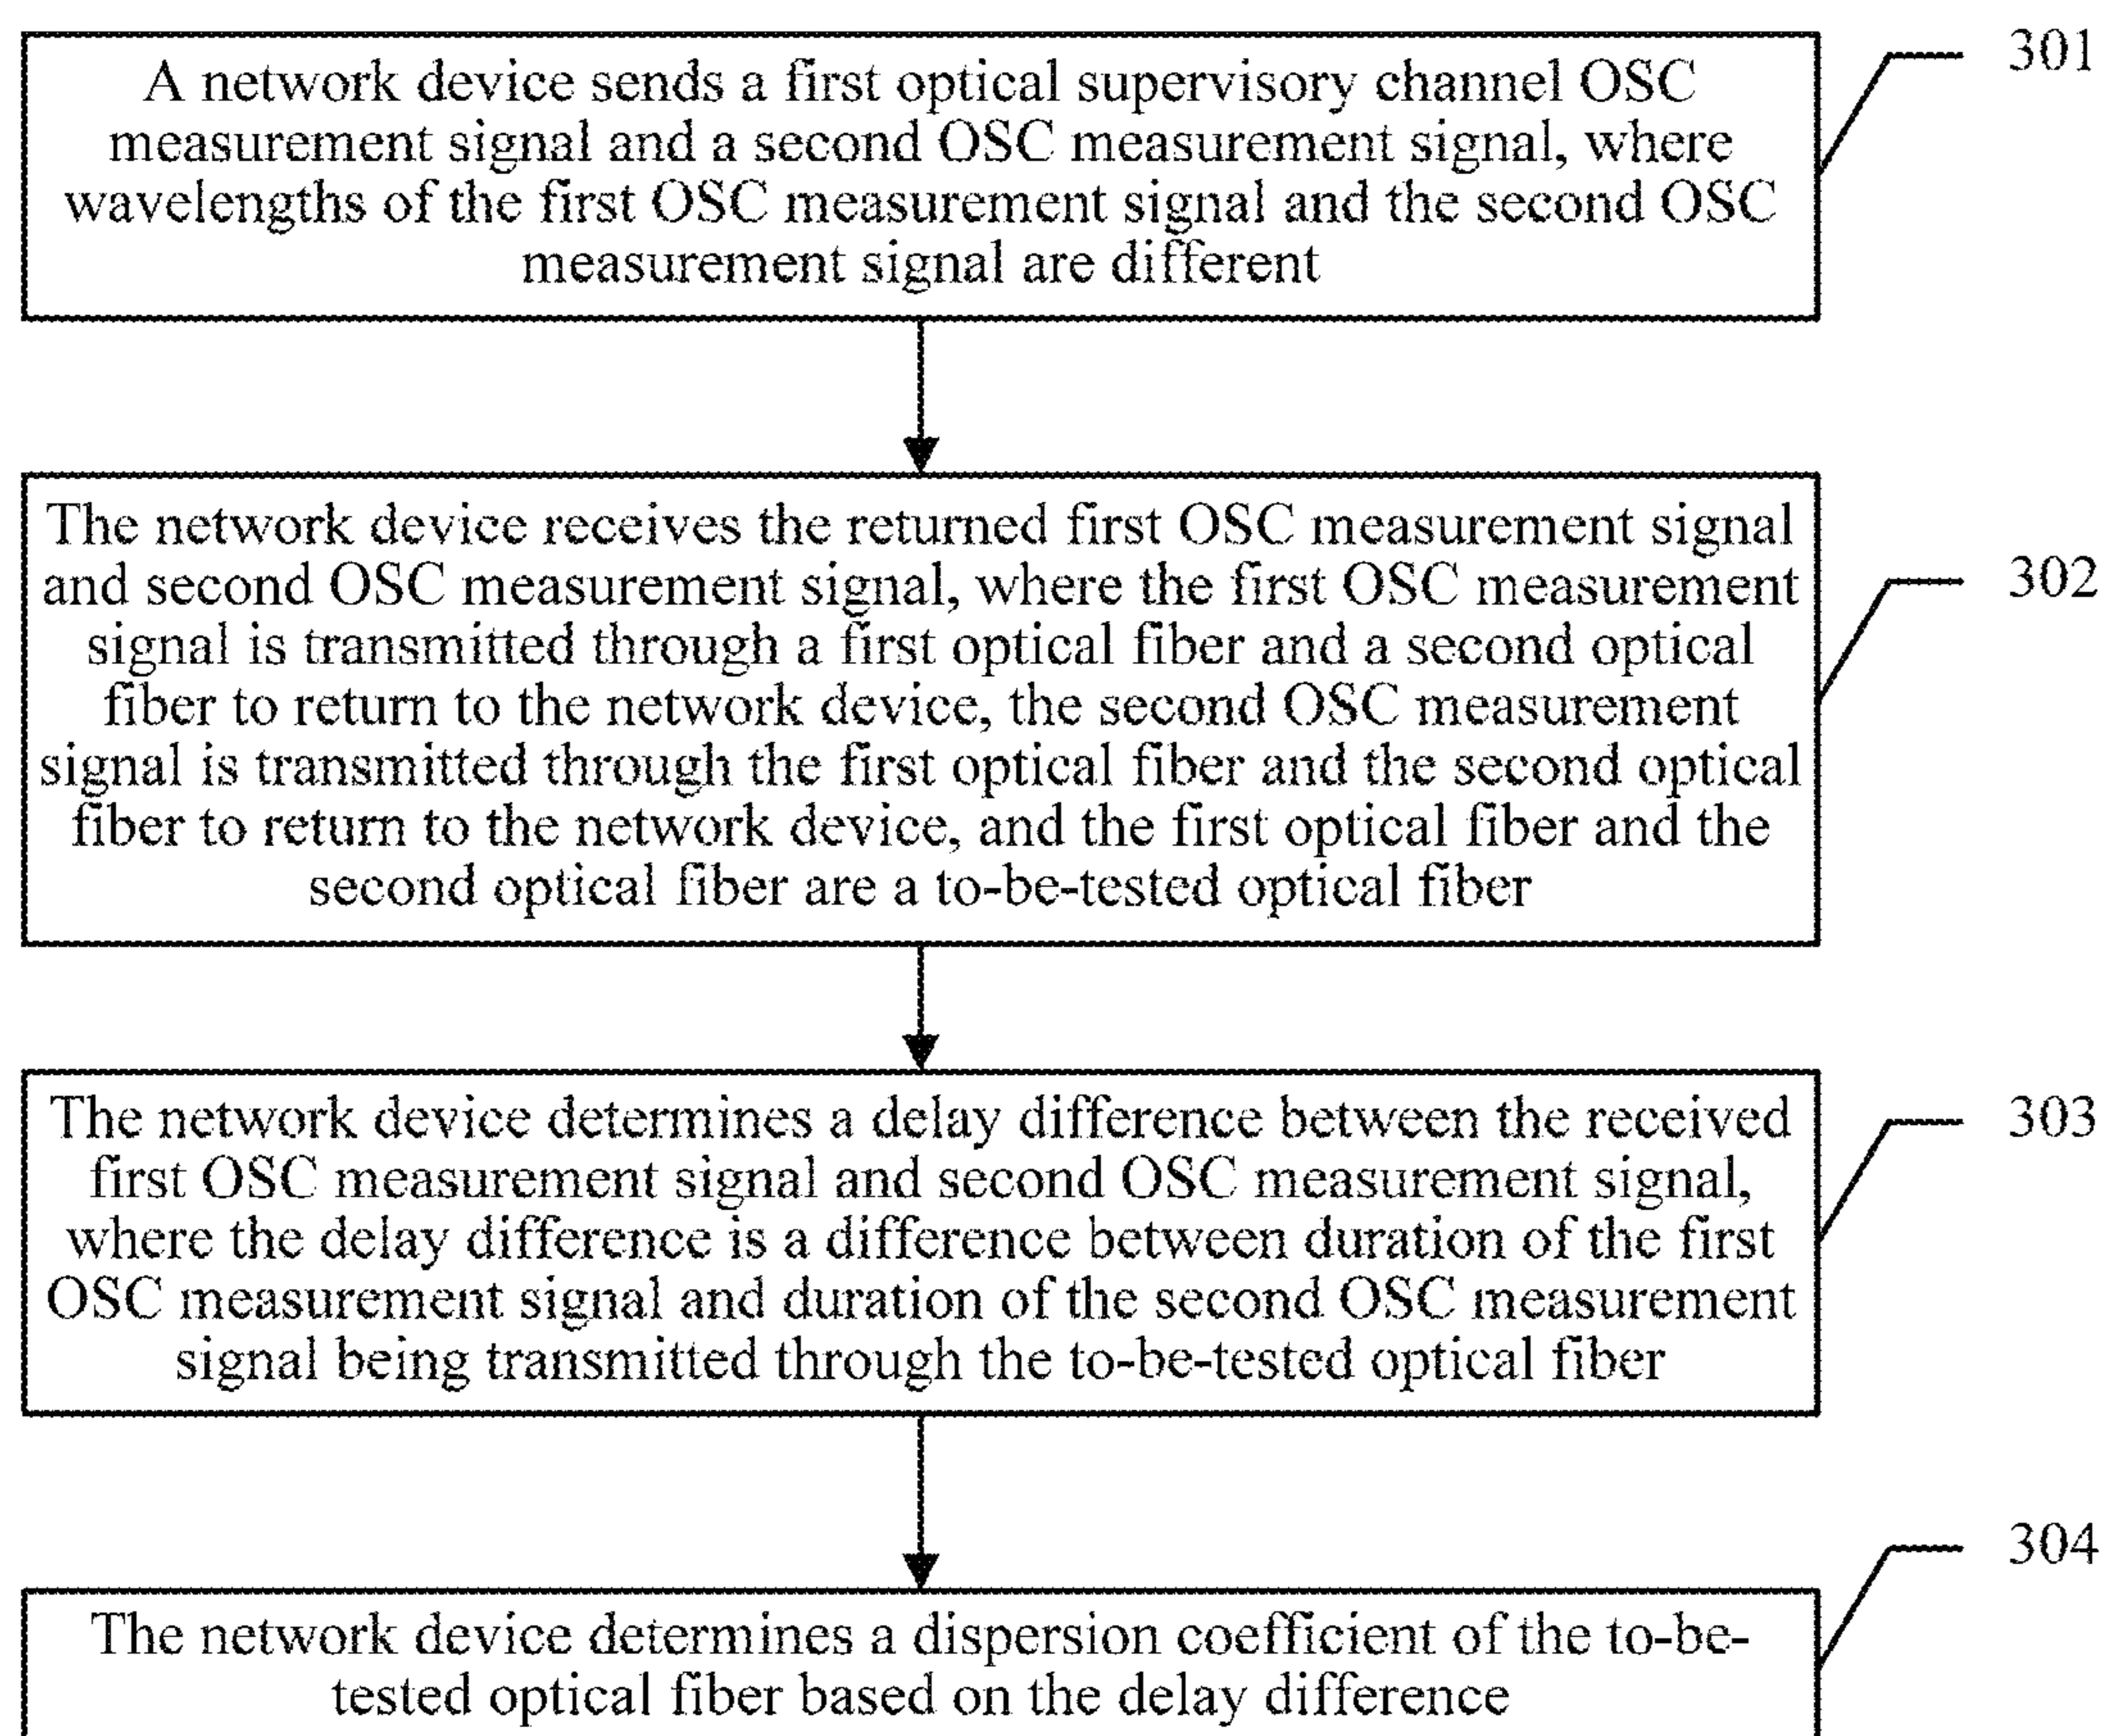 A network device sends a first optical supervisory channel OSC
measurement signal and a second OSC measurement signal, where
wavelengths of the first OSC measurement signal and the second OSC
measurement signal are different
301
The network device receives the returned first OSC measurement signal
and second OSC measurement signal, where the first OSC measurement
signal is transmitted through a first optical fiber and a second optical
fiber to return to the network device, the second OSC measurement
signal is transmitted through the first optical fiber and the second optical
fiber to return to the network device, and the first optical fiber and the
second optical fiber are a to-be-tested optical fiber
302
The network device determines a delay difference between the received
first OSC measurement signal and second OSC measurement signal,
where the delay difference is a difference between duration of the first
OSC measurement signal and duration of the second OSC measurement
signal being transmitted through the to-be-tested optical fiber
303
The network device determines a dispersion coefficient of the to-be-
tested optical fiber based on the delay difference
304